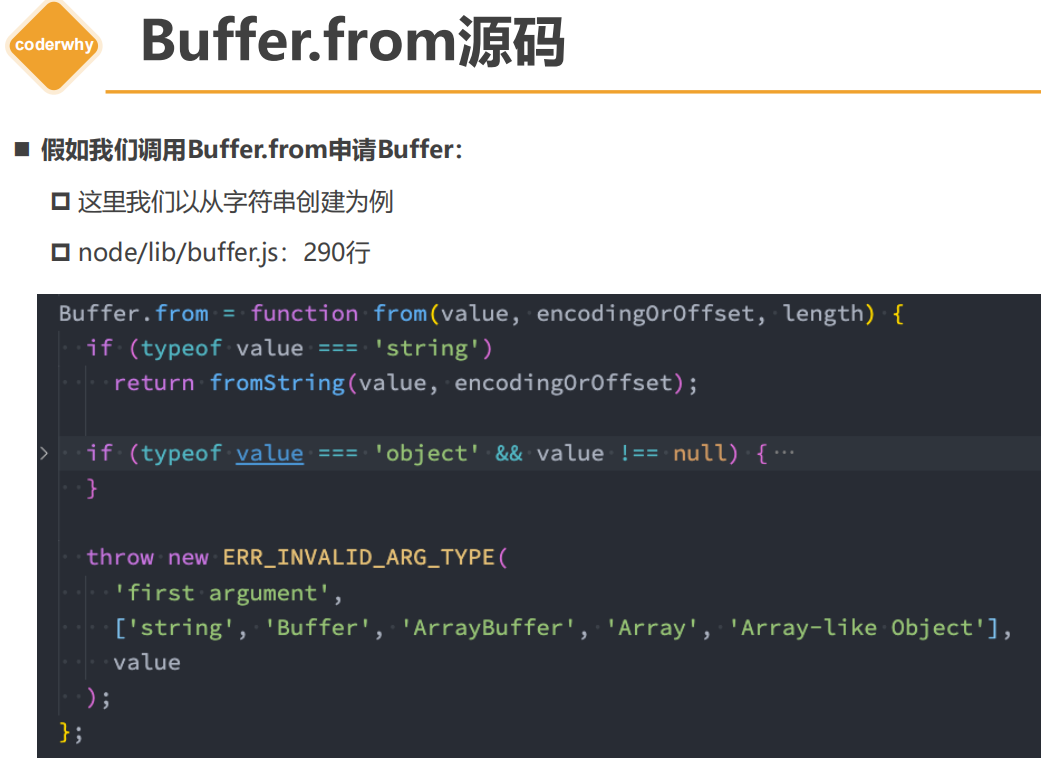 coderwhy
Buffer.from源码
假如我们调用Buffer.from申请Buffer：
这里我们以从字符串创建为例
node/lib/buffer.js：290行
Buffer.from = function from(value, encodingOrOffset, length) {
  if (typeof value === 'string')
    return fromString(value, encodingOrOffset);
  if (typeof value === 'object' && value !== null) {···
  }
  throw new ERR_INVALID_ARG_TYPE(
    'first argument',
    ['string', 'Buffer', 'ArrayBuffer', 'Array', 'Array-like Object'],
    value
  );
};